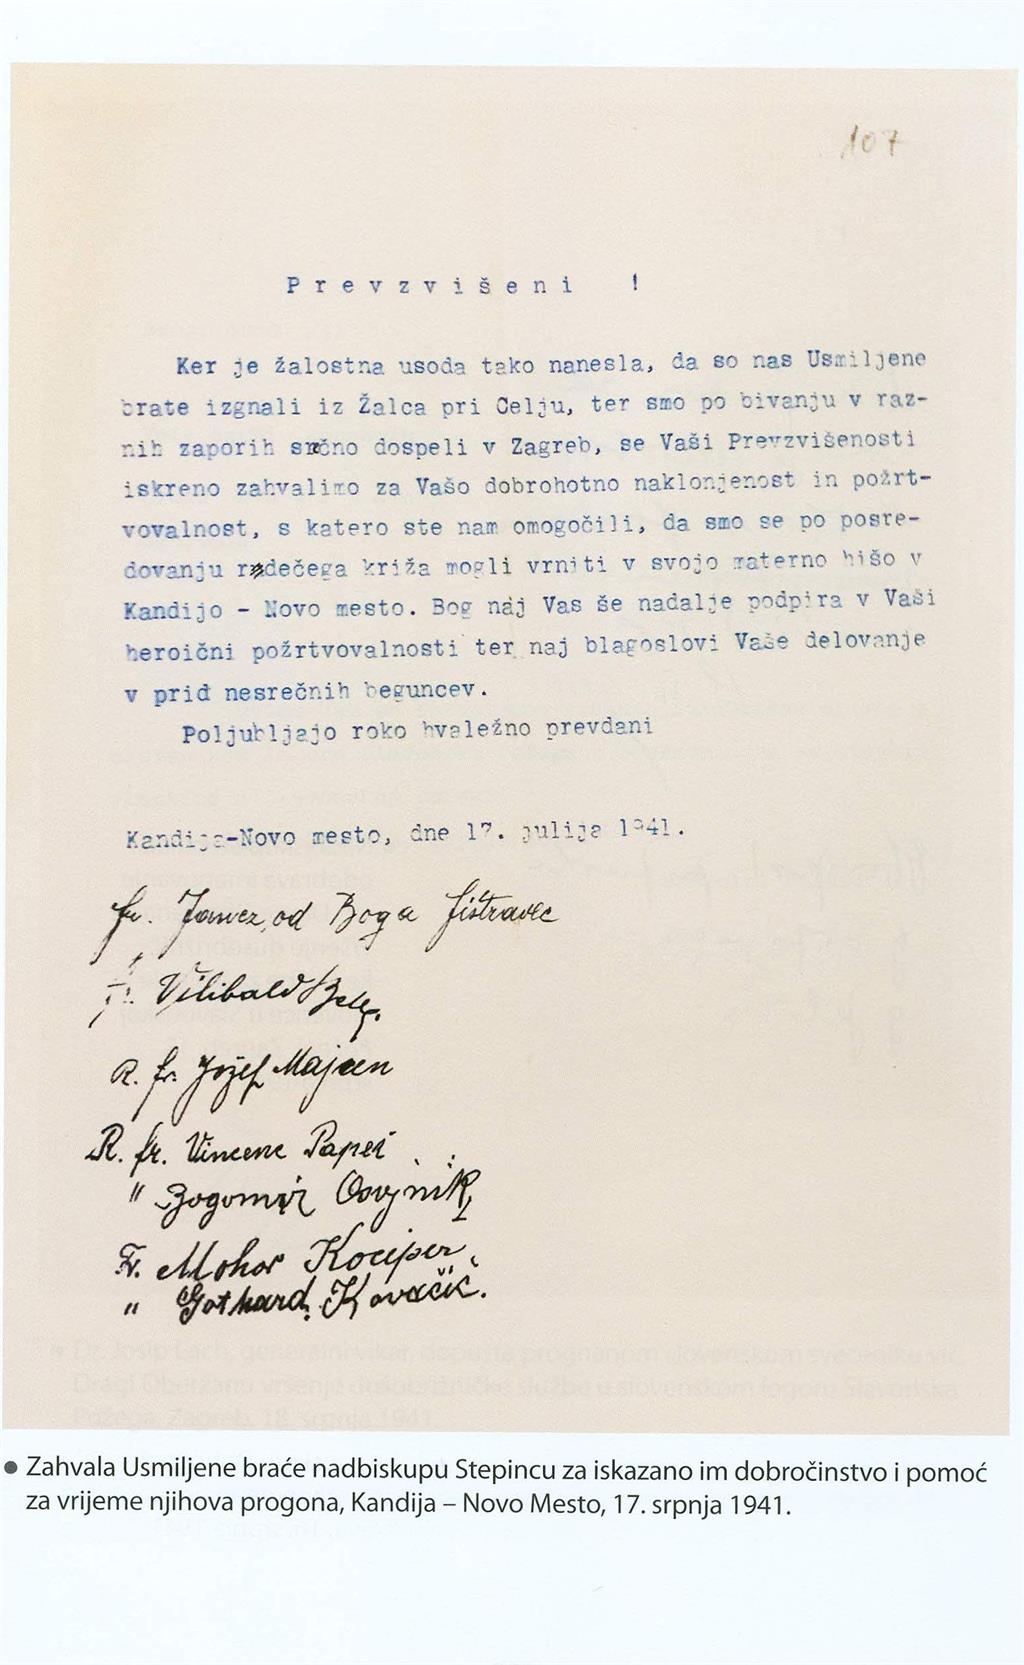 107
Prevzvišeni !
Ker je žalostna usoda tako nanesla, da so nas Usmiljene
brate izgnali iz Žalca pri Celju, ter smo po bivanju v raz-
nih zaporih srčno dospeli v Zagreb, se Vaši Prevzvišenosti
iskreno zahvalimo za Vašo dobrohotno naklonjenost in požrt-
vovalnost, s katero ste nam omogočili, da smo se po posre-
dovanju rdečega križa mogli vrniti v svojo materno hišo v
Kandijo - Novo mesto. Bog naj Vas še nadalje podpira v Vaši
heroični požrtvovalnosti ter naj blagoslovi Vaše delovanje
v prid nesrečnih beguncev.
Poljubljajo roko hvaležno prevdani
Kandija-Novo mesto, dne 17. julija 1941.
fr. Janez od Boga
fr. Vilibald
R. fr. Jožef Majcen
R. fr. Vincenc Papež
" Bogomir
Fr. Mohor Kociper
" Gothard Kovačič.
• Zahvala Usmiljene braće nadbiskupu Stepincu za iskazano im dobročinstvo i pomoć
za vrijeme njihova progona, Kandija – Novo Mesto, 17. srpnja 1941.